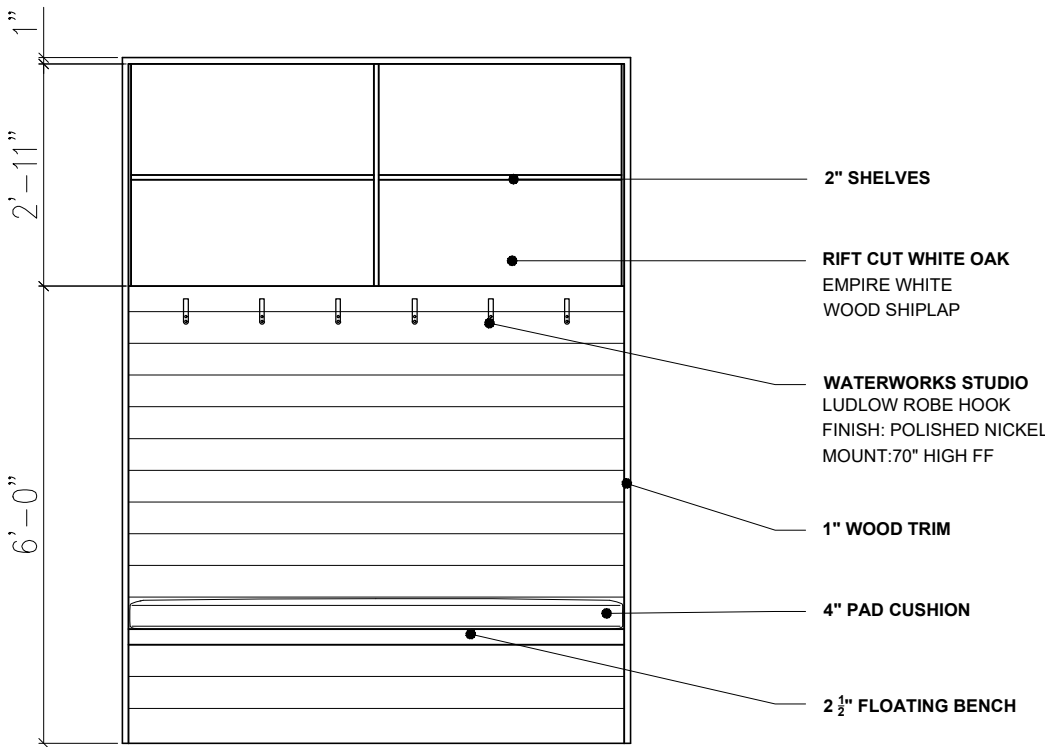 1"
2'-11"
6'-0"
2" SHELVES
RIFT CUT WHITE OAK
EMPIRE WHITE
WOOD SHIPLAP
WATERWORKS STUDIO
LUDLOW ROBE HOOK
FINISH: POLISHED NICKEL
MOUNT:70" HIGH FF
1" WOOD TRIM
4" PAD CUSHION
2 1/2" FLOATING BENCH